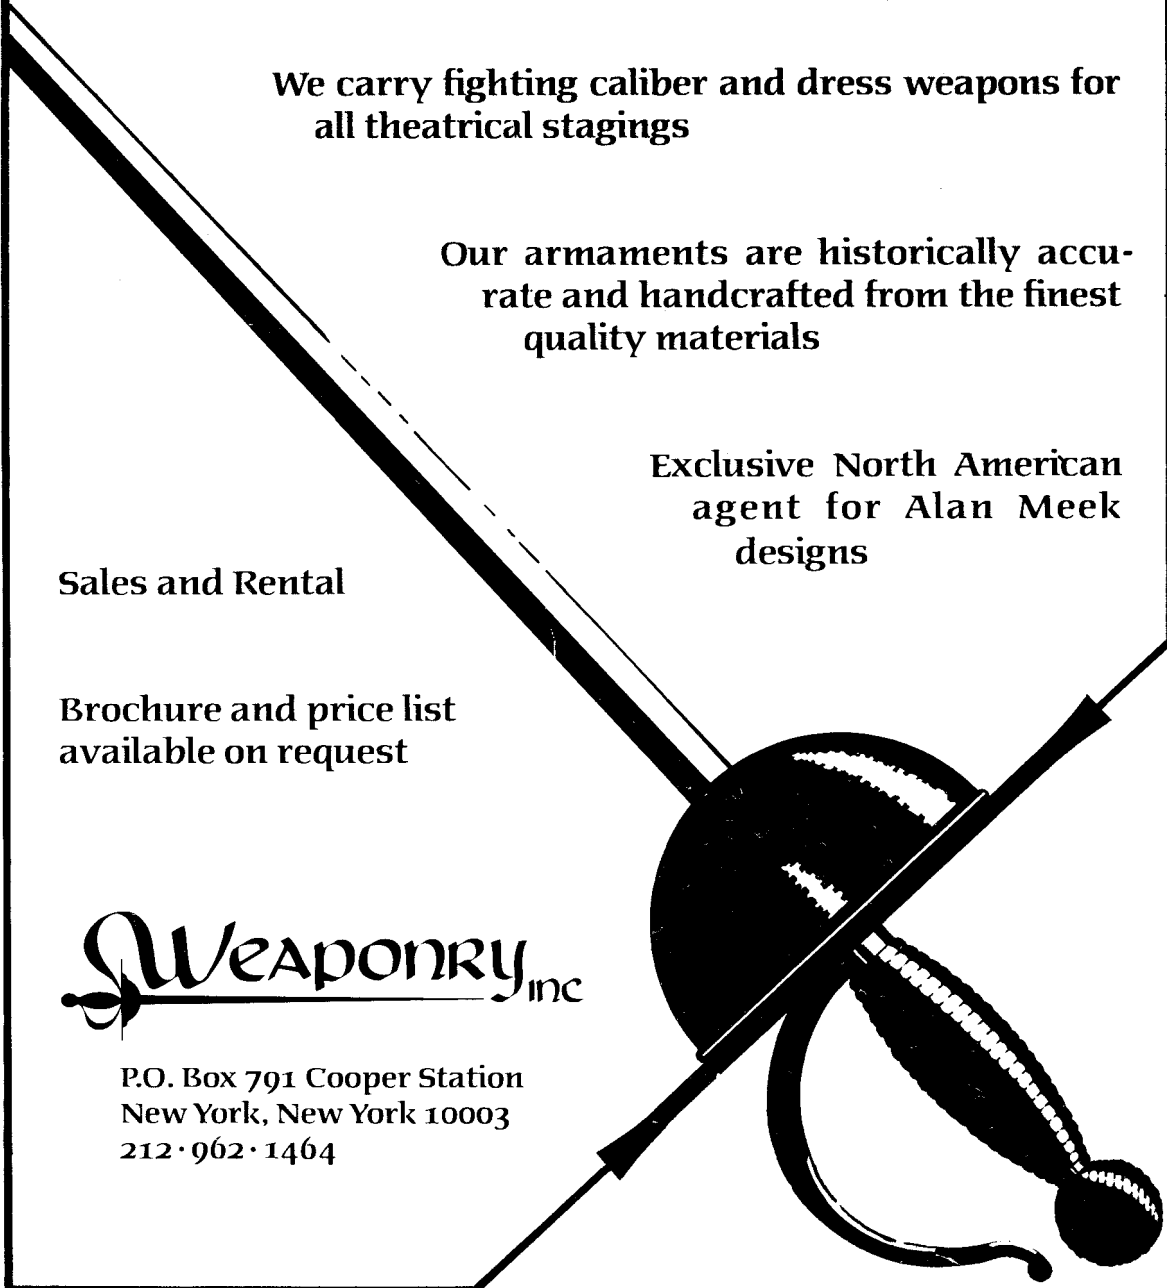 We carry fighting caliber and dress weapons for
all theatrical stagings
Our armaments are historically accu-
rate and handcrafted from the finest
quality materials
Exclusive North American
agent for Alan Meek
designs
Sales and Rental
Brochure and price list
available on request
Weaponry inc
P.O. Box 791 Cooper Station
New York, New York 10003
212·962·1464